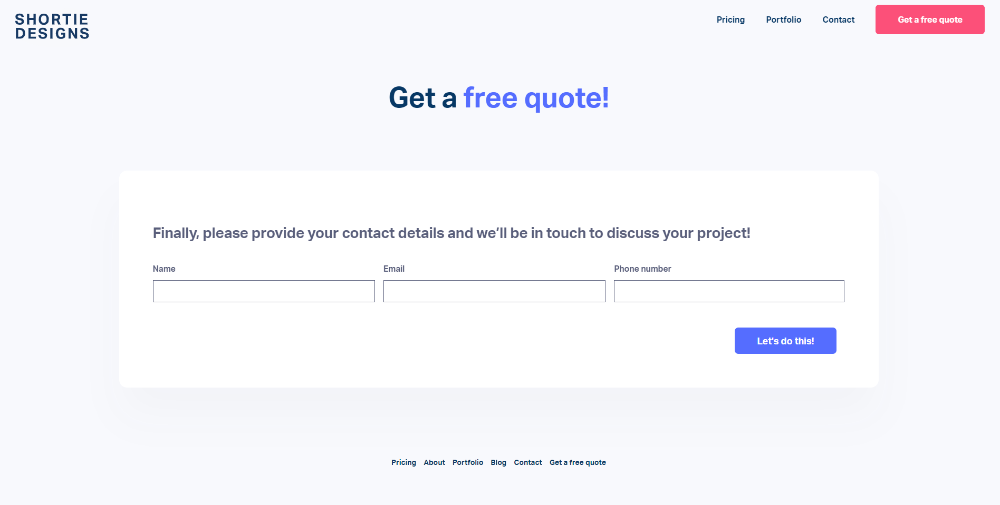 SHORTIE
DESIGNS
Pricing Portfolio Contact Get a free quote
Get a free quote!
Finally, please provide your contact details and we’ll be in touch to discuss your project!
Name Email Phone number
Let's do this!
Pricing About Portfolio Blog Contact Get a free quote